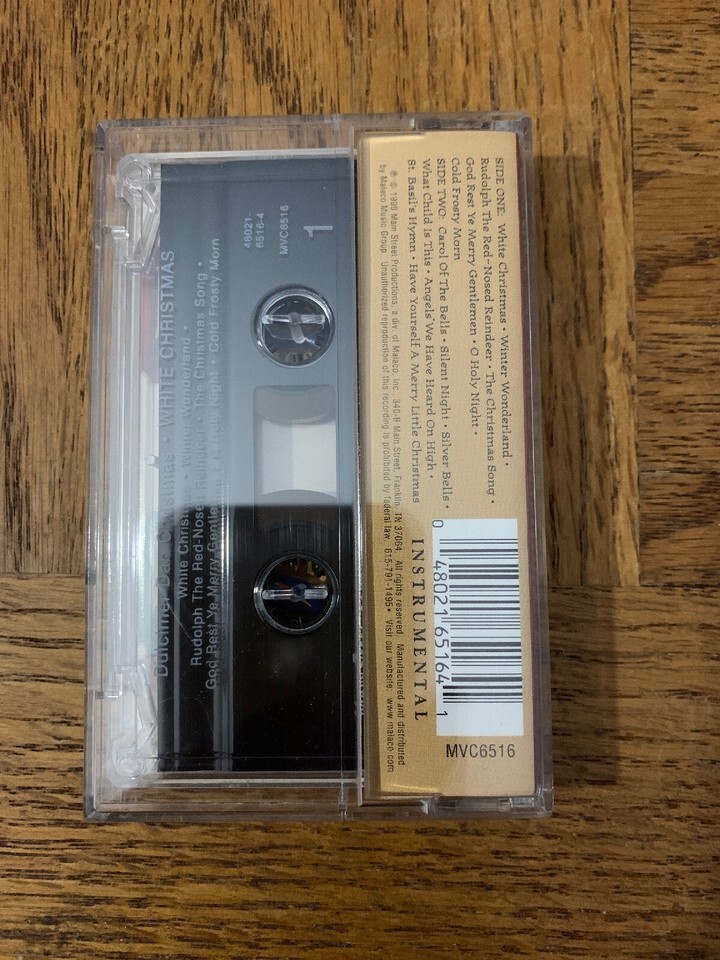 SIDE ONE: White Christmas • Winter Wonderland •
Rudolph The Red-Nosed Reindeer • The Christmas Song •
God Rest Ye Merry Gentlemen • O Holy Night •
Cold Frosty Morn
SIDE TWO: Carol Of The Bells • Silent Night • Silver Bells •
What Child Is This • Angels We Have Heard On High •
St. Basil's Hymn • Have Yourself A Merry Little Christmas
℗ © 1996 Main Street Productions, a div. of Malaco, Inc., 340-B Main Street, Franklin, TN 37064. All rights reserved. Manufactured and distributed
by Malaco Music Group. Unauthorized reproduction of this recording is prohibited by federal law. 615-791-1495• Visit our website: www.malaco.com
INSTRUMENTAL
0 48021 65164 1
MVC6516
48021-
6516-4
MVC6516
1
Christmas WHITE CHRISTMAS
White Christmas • Winter Wonderland •
Rudolph The Red-Nosed Reindeer • The Christmas Song •
God Rest Ye Merry Gentlemen • Cold Frosty Morn